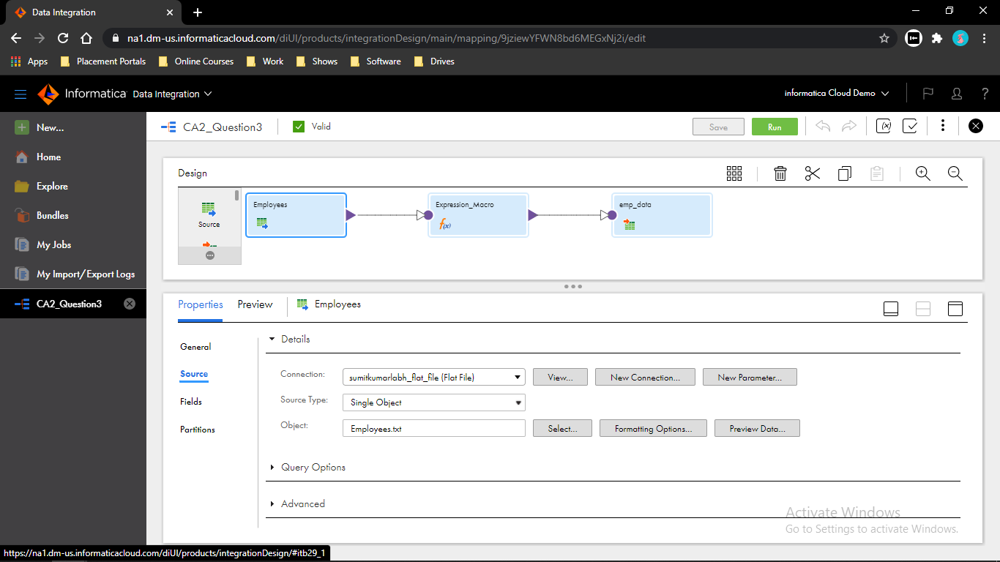 Data Integration
na1.dm-us.informaticacloud.com/diUI/products/integrationDesign/main/mapping/9jziewYFWN8bd6MEGxNj2i/edit
Apps Placement Portals Online Courses Work Shows Software Drives
Informatica Data Integration informatica Cloud Demo ?
New... CA2_Question3 Valid Save Run (x)
Home
Explore
Bundles
My Jobs
My Import/Export Logs
CA2_Question3
Design
Source
Employees Expression_Macro emp_data
f(x)
Properties Preview Employees
General
Source
Fields
Partitions
Details
Connection: sumitkumarlabh_flat_file (Flat File) View... New Connection... New Parameter...
Source Type: Single Object
Object: Employees.txt Select... Formatting Options... Preview Data...
Query Options
Advanced
Activate Windows
Go to Settings to activate Windows.
https://na1.dm-us.informaticacloud.com/diUI/products/integrationDesign/#itb29_1